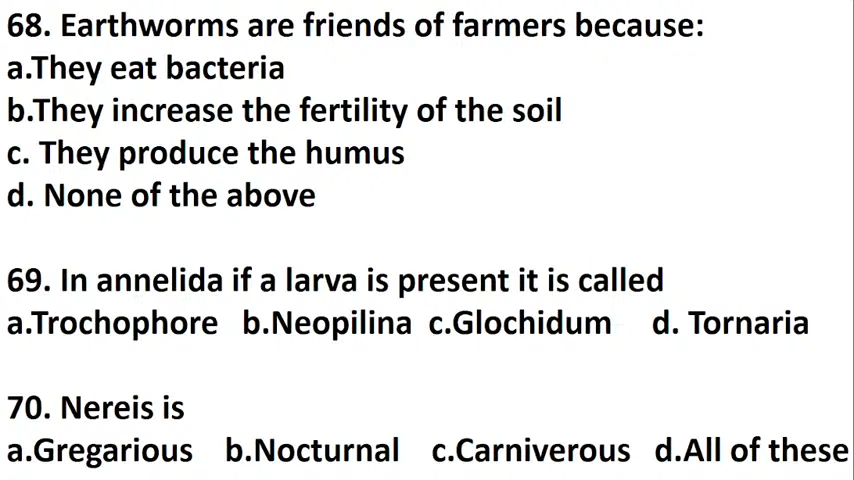 68. Earthworms are friends of farmers because:
a.They eat bacteria
b.They increase the fertility of the soil
c. They produce the humus
d. None of the above
69. In annelida if a larva is present it is called
a.Trochophore b.Neopilina c.Glochidum d. Tornaria
70. Nereis is
a.Gregarious b.Nocturnal c.Carniverous d.All of these